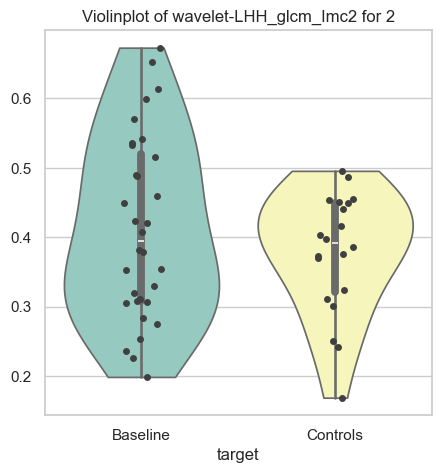 Violinplot of wavelet-LHH_glcm_Imc2 for 2
0.6
0.5
0.4
0.3
0.2
Baseline Controls
target